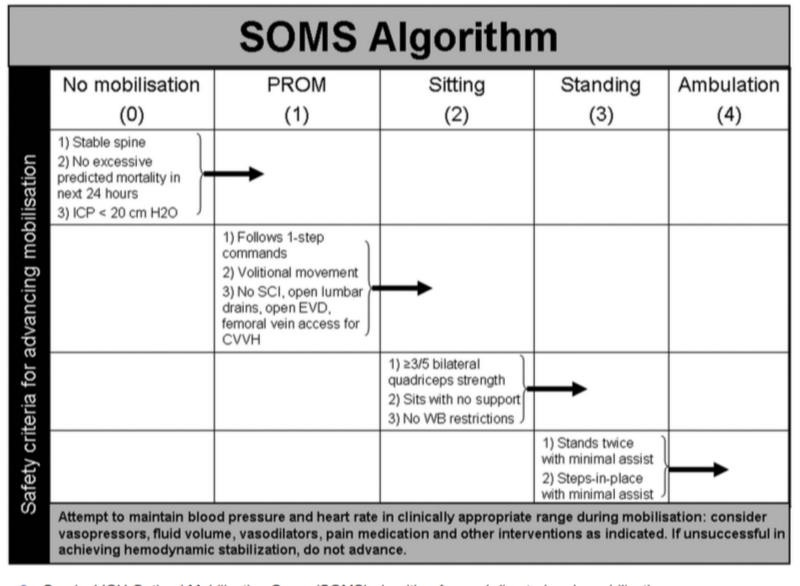 SOMS Algorithm
No mobilisation
(0)
PROM
(1)
Sitting
(2)
Standing
(3)
Ambulation
(4)
Safety criteria for advancing mobilisation
1) Stable spine
2) No excessive
predicted mortality in
next 24 hours
3) ICP < 20 cm H2O
1) Follows 1-step
commands
2) Volitional movement
3) No SCI, open lumbar
drains, open EVD,
femoral vein access for
CVVH
1) ≥3/5 bilateral
quadriceps strength
2) Sits with no support
3) No WB restrictions
1) Stands twice
with minimal assist
2) Steps-in-place
with minimal assist
Attempt to maintain blood pressure and heart rate in clinically appropriate range during mobilisation: consider
vasopressors, fluid volume, vasodilators, pain medication and other interventions as indicated. If unsuccessful in
achieving hemodynamic stabilization, do not advance.